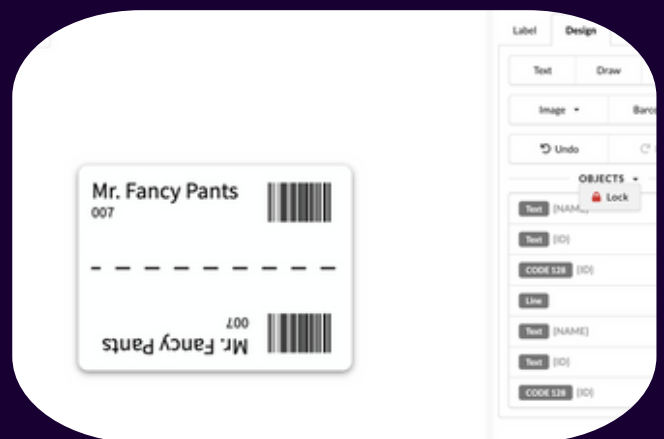 Label Design
Text Draw
Image
Undo
OBJECTS
Lock
Text {NAME}
Text {ID}
CODE 128 {ID}
Line
Text {NAME}
Text {ID}
CODE 128 {ID}
Mr. Fancy Pants
007
007
Mr. Fancy Pants